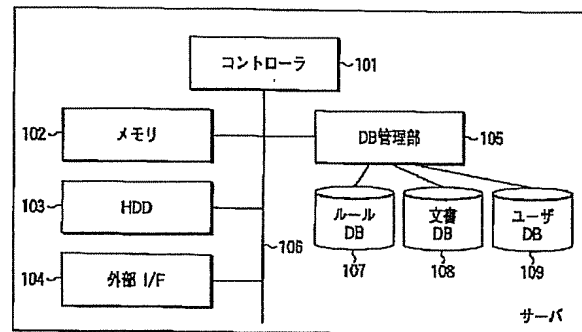 コントローラ
101
102
メモリ
DB管理部
105
103
HDD
ルール
DB
文書
DB
ユーザ
DB
106
104
外部 I/F
107
108
109
サーバ